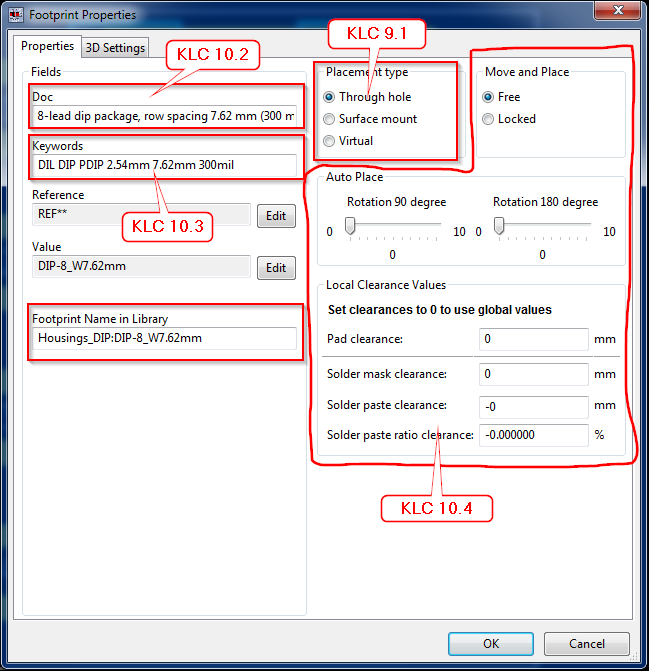 Footprint Properties
Properties
3D Settings
KLC 10.2
KLC 9.1
Fields
Doc
8-lead dip package, row spacing 7.62 mm (300 m
Keywords
DIL DIP PDIP 2.54mm 7.62mm 300mil
Reference
REF**
Edit
KLC 10.3
Value
DIP-8_W7.62mm
Edit
Footprint Name in Library
Housings_DIP:DIP-8_W7.62mm
Placement type
Through hole
Surface mount
Virtual
Move and Place
Free
Locked
Auto Place
Rotation 90 degree
Rotation 180 degree
0
10
0
10
0
0
Local Clearance Values
Set clearances to 0 to use global values
Pad clearance:
0
mm
Solder mask clearance:
0
mm
Solder paste clearance:
-0
mm
Solder paste ratio clearance:
-0.000000
%
KLC 10.4
OK
Cancel